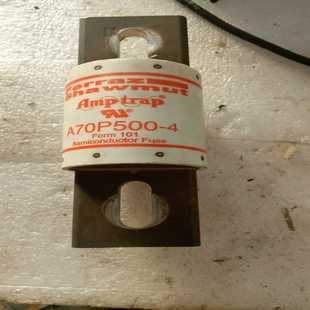 Ferraz
Shawmut
Amp-trap
A70P500-4
Form 101
Semiconductor Fuse